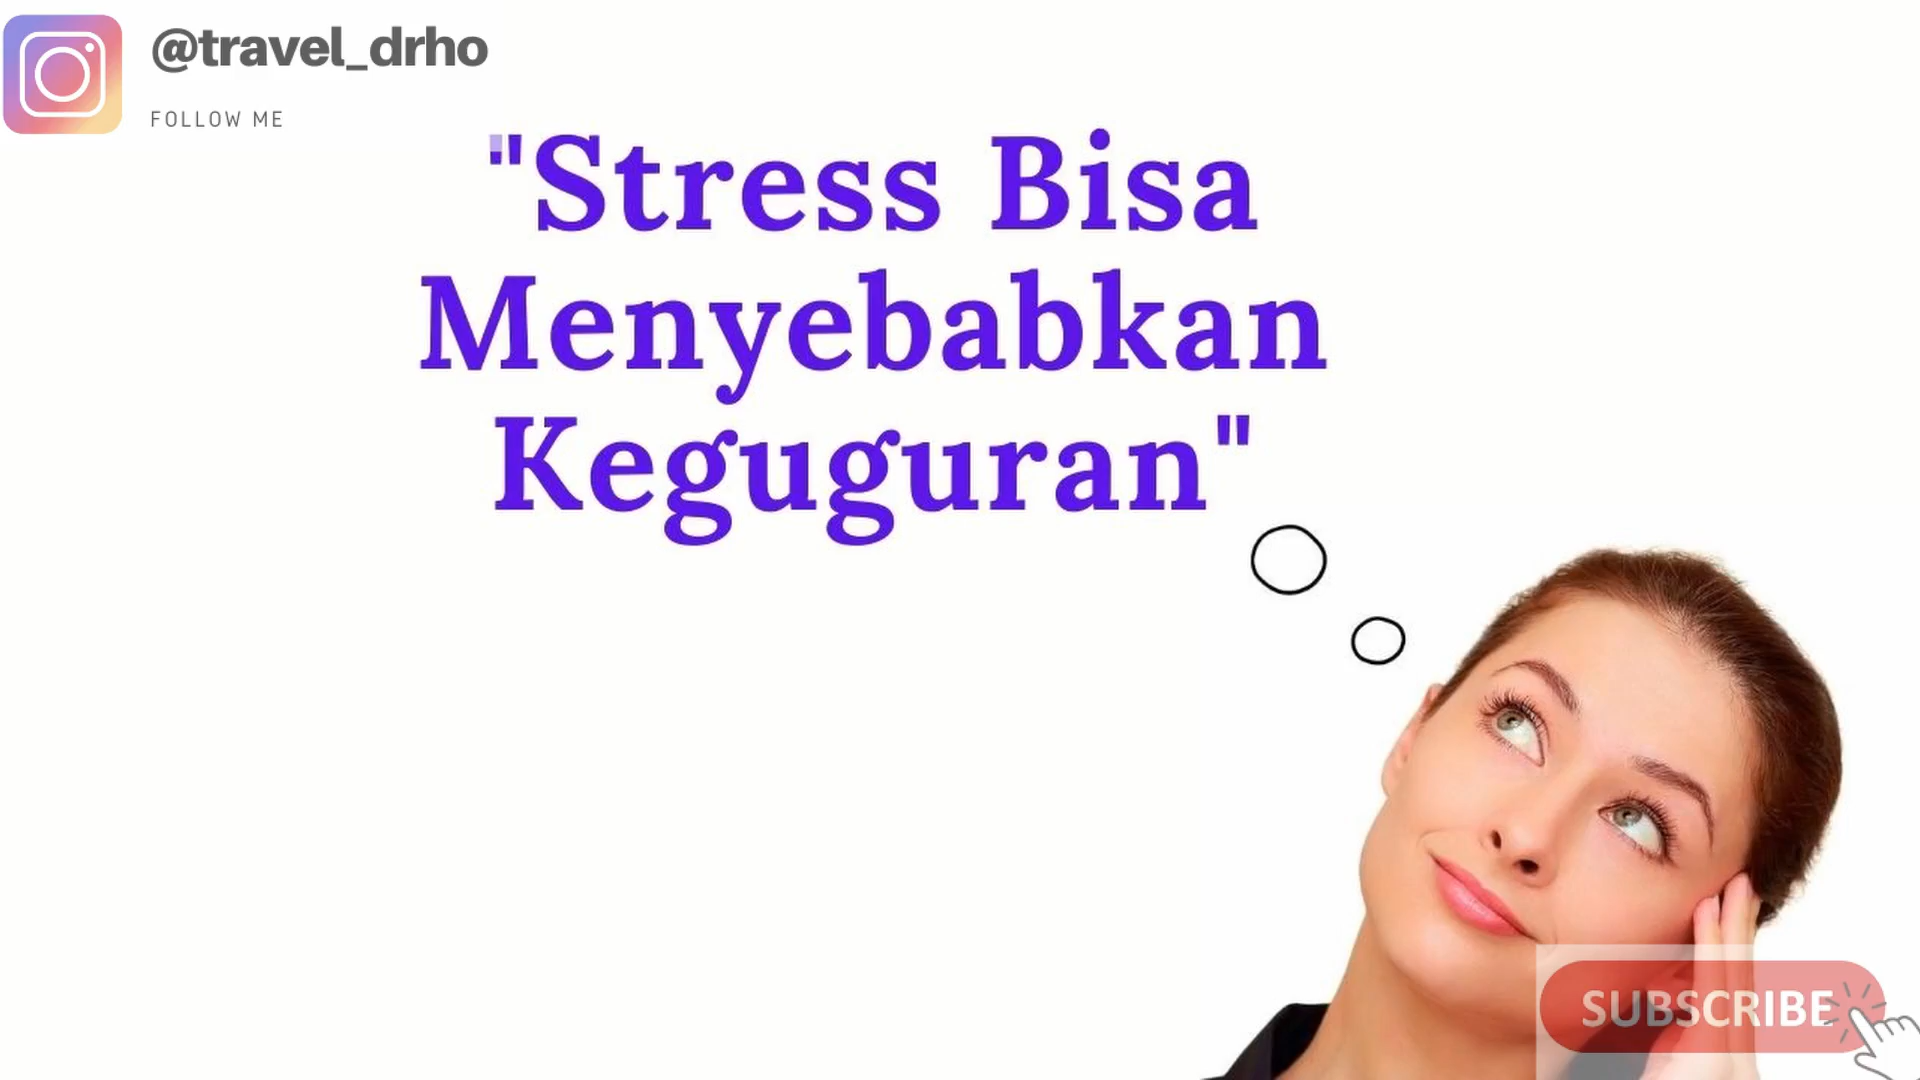 @travel_drho
FOLLOW ME
"Stress Bisa
Menyebabkan
Keguguran"
SUBSCRIBE